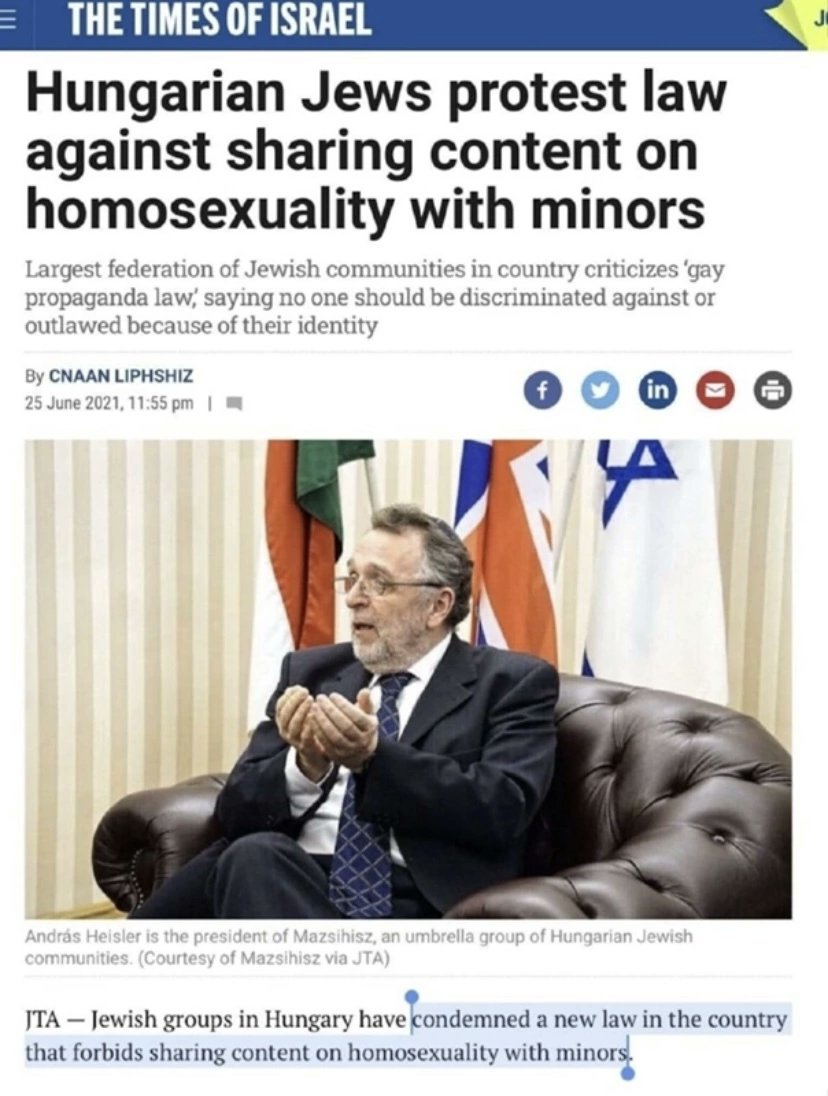 THE TIMES OF ISRAEL
Hungarian Jews protest law
against sharing content on
homosexuality with minors
Largest federation of Jewish communities in country criticizes 'gay
propaganda law,' saying no one should be discriminated against or
outlawed because of their identity
By CNAAN LIPHSHIZ
25 June 2021, 11:55 pm |
f in
András Heisler is the president of Mazsihisz, an umbrella group of Hungarian Jewish
communities. (Courtesy of Mazsihisz via JTA)
JTA — Jewish groups in Hungary have condemned a new law in the country
that forbids sharing content on homosexuality with minors.